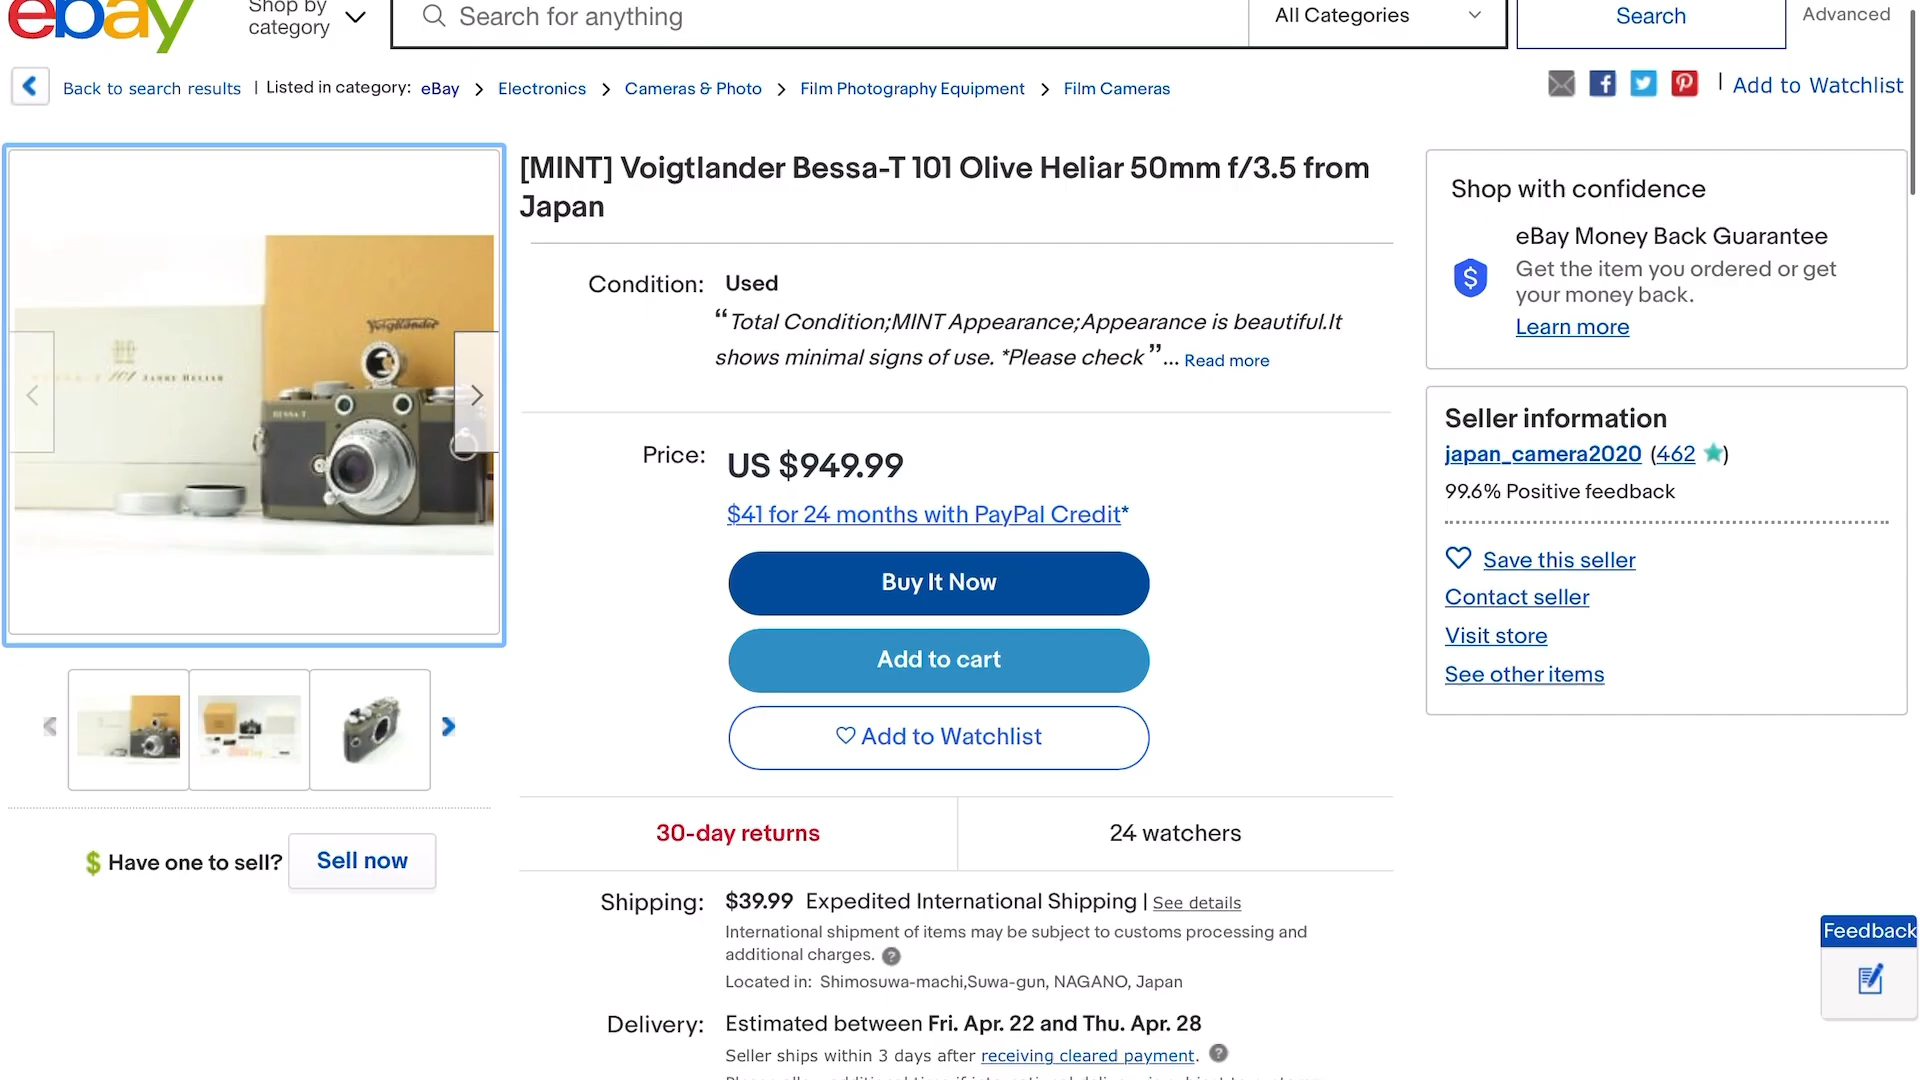 ebay
Shop by
category
Search for anything
All Categories
Search
Advanced
Back to search results | Listed in category: eBay > Electronics > Cameras & Photo > Film Photography Equipment > Film Cameras
| Add to Watchlist
[MINT] Voigtlander Bessa-T 101 Olive Heliar 50mm f/3.5 from
Japan
Condition: Used
“Total Condition;MINT Appearance;Appearance is beautiful.It
shows minimal signs of use. *Please check ”... Read more
Voigtländer
101
HELIAR
BESSA-T
Price: US $949.99
$41 for 24 months with PayPal Credit*
Buy It Now
Add to cart
Add to Watchlist
30-day returns
24 watchers
$ Have one to sell? Sell now
Shipping: $39.99 Expedited International Shipping | See details
International shipment of items may be subject to customs processing and
additional charges. ?
Located in: Shimosuwa-machi,Suwa-gun, NAGANO, Japan
Delivery: Estimated between Fri. Apr. 22 and Thu. Apr. 28
Seller ships within 3 days after receiving cleared payment. ?
Shop with confidence
eBay Money Back Guarantee
Get the item you ordered or get
your money back.
Learn more
Seller information
japan_camera2020 (462)
99.6% Positive feedback
Save this seller
Contact seller
Visit store
See other items
Feedback